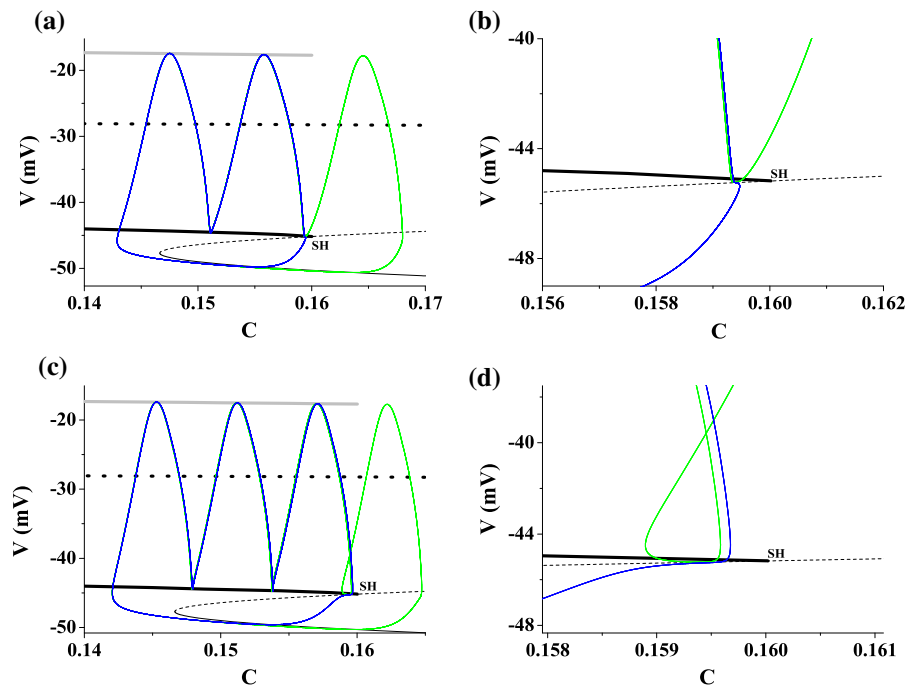 (a)
V (mV)
-20
-30
-40
-50
SH
0.14
0.15
0.16
0.17
C
(b)
V (mV)
-40
-44
-48
SH
0.156
0.158
0.160
0.162
C
(c)
V (mV)
-20
-30
-40
-50
SH
0.14
0.15
0.16
C
(d)
V (mV)
-40
-44
-48
SH
0.158
0.159
0.160
0.161
C